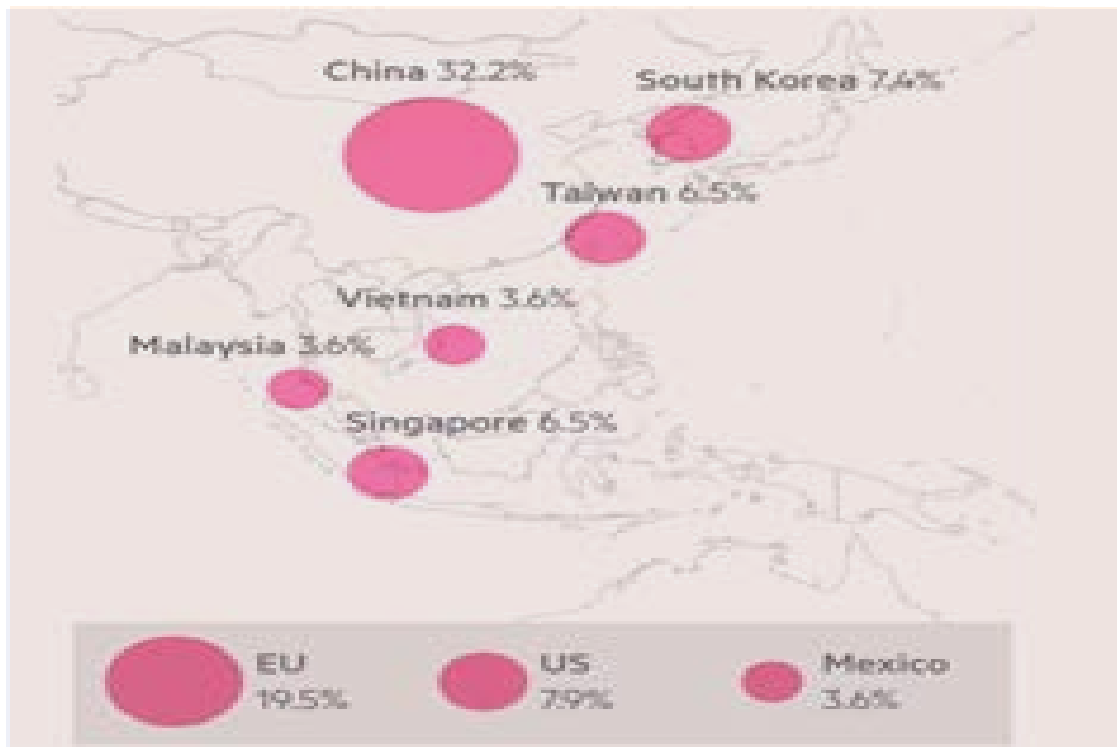 China 32.2%
South Korea 7.4%
Taiwan 6.5%
Vietnam 3.6%
Malaysia 3.6%
Singapore 6.5%
EU
19.5%
US
7.9%
Mexico
3.6%